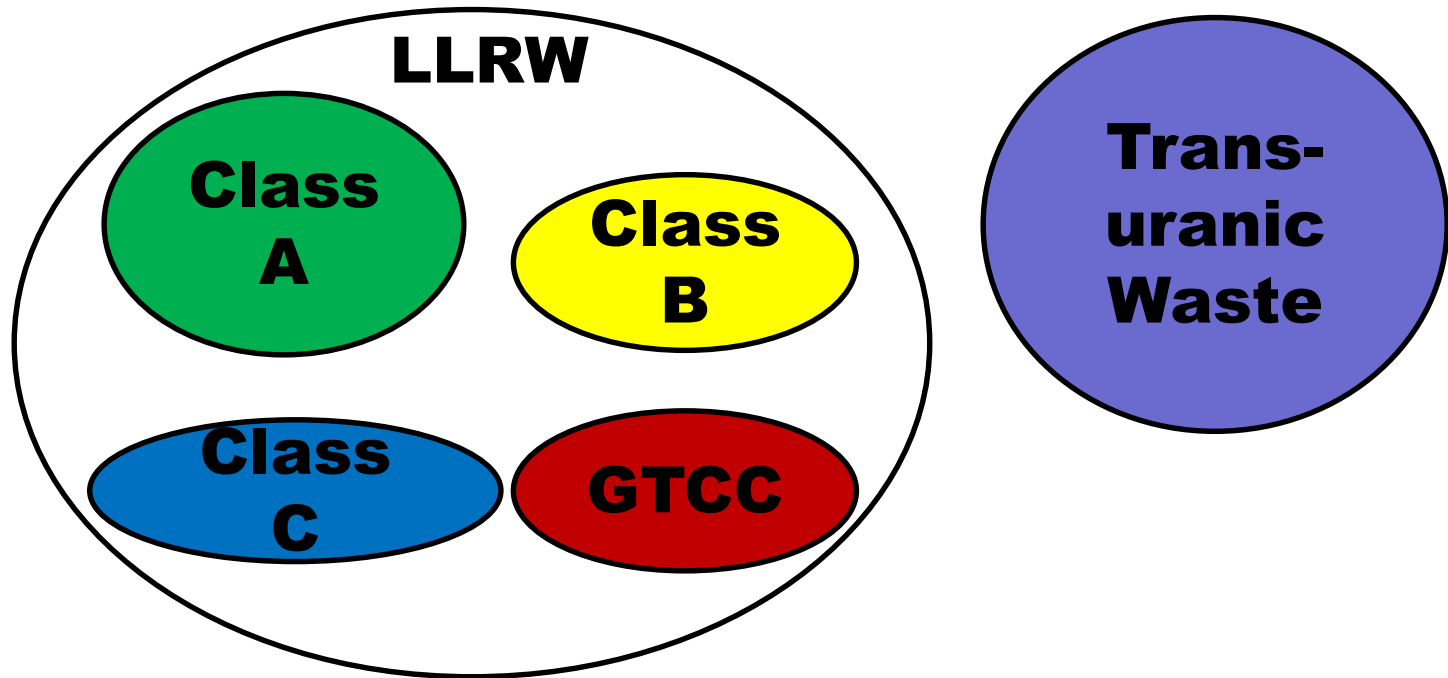 LLRW
Class
A
Class
B
Class
C
GTCC
Trans-
uranic
Waste